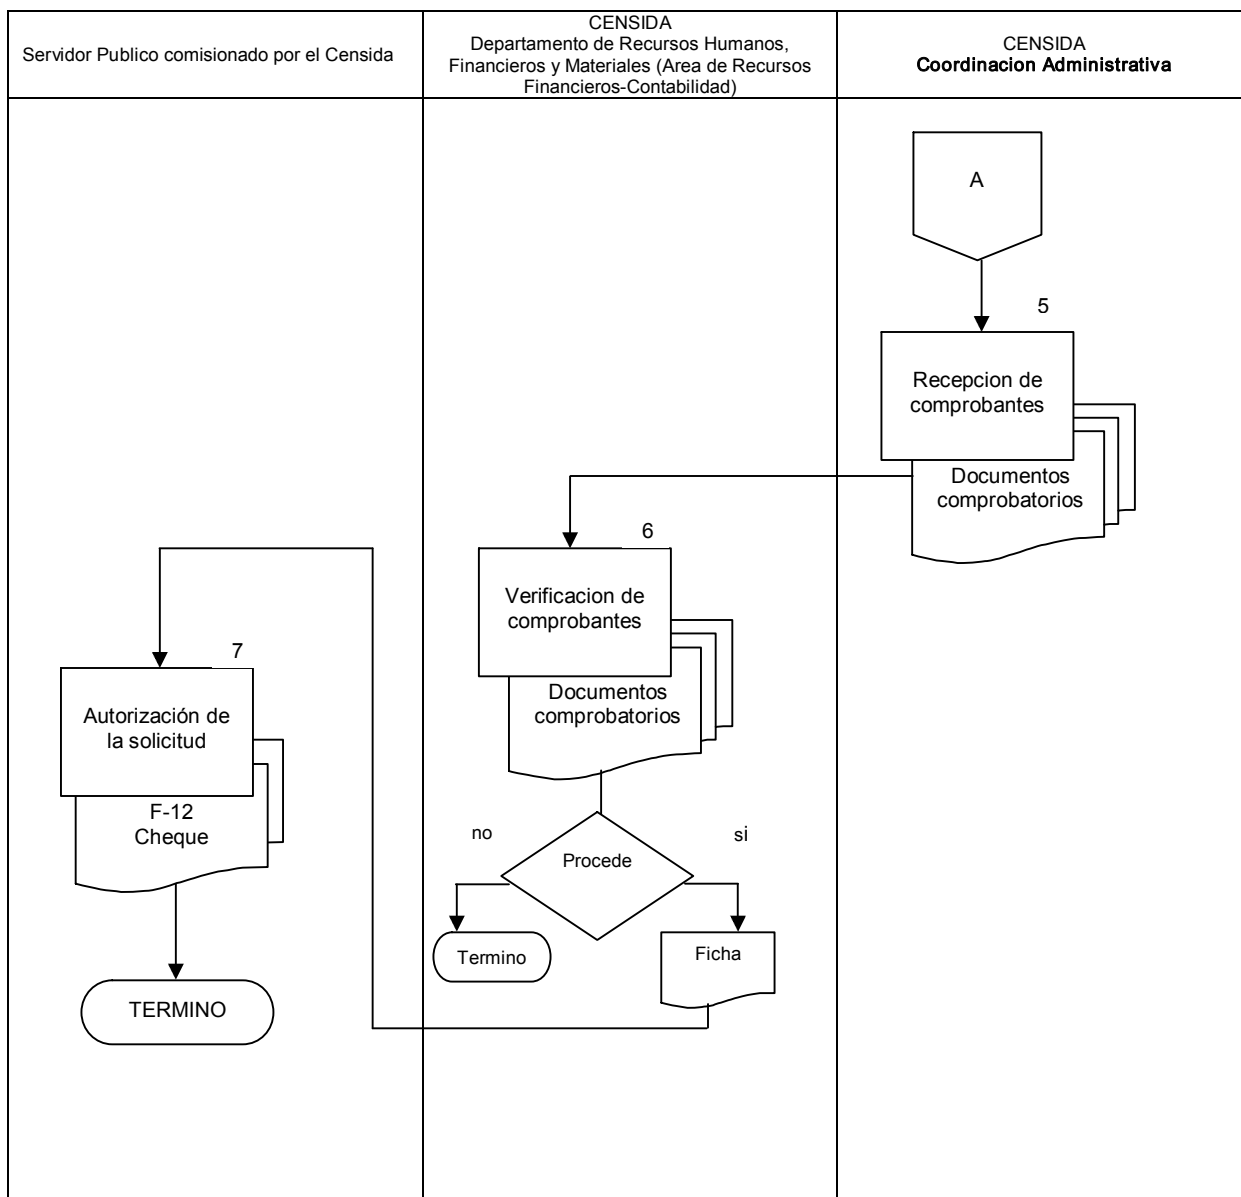 Servidor Publico comisionado por el Censida
CENSIDA
Departamento de Recursos Humanos,
Financieros y Materiales (Area de Recursos
Financieros-Contabilidad)
CENSIDA
Coordinacion Administrativa
A
5
Recepcion de
comprobantes
Documentos
comprobatorios
6
Verificacion de
comprobantes
Documentos
comprobatorios
7
Autorización de
la solicitud
F-12
Cheque
no
si
Procede
Termino
Ficha
TERMINO